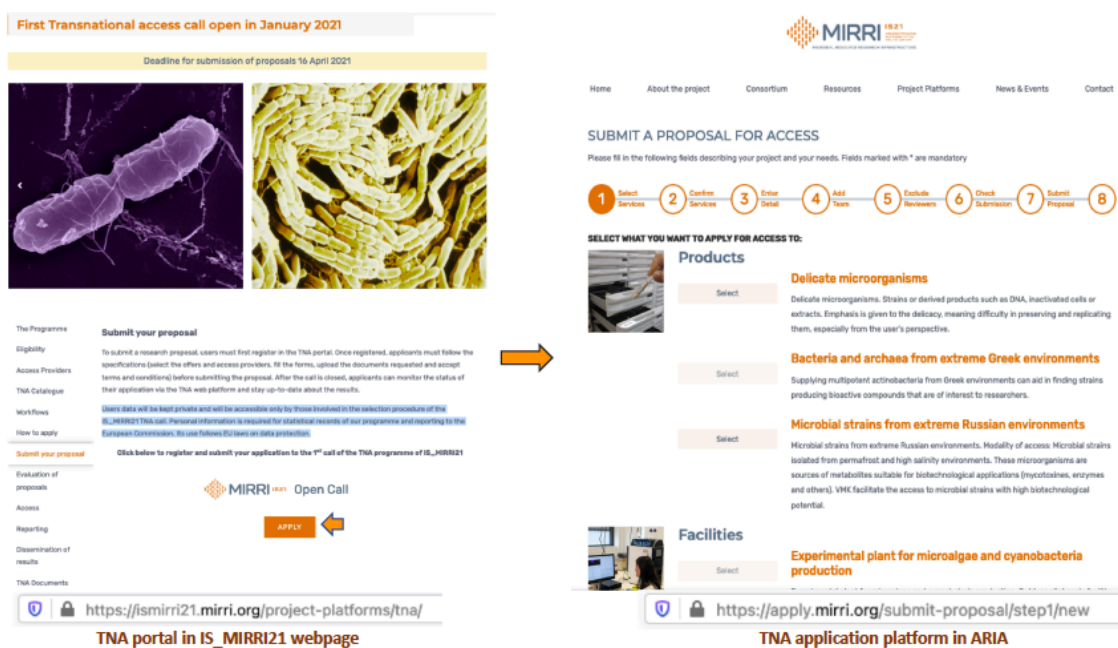 First Transnational access call open in January 2021
Deadline for submission of proposals 16 April 2021
The Programme
Eligibility
Access Providers
TNA Catalogue
Workflows
How to apply
Submit your proposal
Evaluation of
proposals
Access
Reporting
Dissemination of
results
TNA Documents
Submit your proposal
To submit a research proposal, users must first register in the TNA portal. Once registered, applicants must follow the
specifications (select the offers and access providers, fill the forms, upload the documents requested and accept
terms and conditions) before submitting the proposal. After the call is closed, applicants can monitor the status of
their application via the TNA web platform and stay up-to-date about the results.
Users data will be kept private and will be accessible only by those involved in the selection procedure of the
IS_MIRRI21 TNA call. Personal information is required for statistical records of our programme and reporting to the
European Commission. Its use follows EU laws on data protection.
Click below to register and submit your application to the 1st call of the TNA programme of IS_MIRRI21
MIRRI IS21 Open Call
APPLY
https://ismirri21.mirri.org/project-platforms/tna/
TNA portal in IS_MIRRI21 webpage
MIRRI IS21
MICROBIAL RESOURCE RESEARCH INFRASTRUCTURE
Home About the project Consortium Resources Project Platforms News & Events Contact
SUBMIT A PROPOSAL FOR ACCESS
Please fill in the following fields describing your project and your needs. Fields marked with * are mandatory
1 Select Services 2 Confirm Services 3 Enter Detail 4 Add Team 5 Exclude Reviewers 6 Check Submission 7 Submit Proposal 8
SELECT WHAT YOU WANT TO APPLY FOR ACCESS TO:
Products
Select
Delicate microorganisms
Delicate microorganisms. Strains or derived products such as DNA, inactivated cells or
extracts. Emphasis is given to the delicacy, meaning difficulty in preserving and replicating
them, especially from the user's perspective.
Select
Bacteria and archaea from extreme Greek environments
Supplying multipotent actinobacteria from Greek environments can aid in finding strains
producing bioactive compounds that are of interest to researchers.
Select
Microbial strains from extreme Russian environments
Microbial strains from extreme Russian environments. Modality of access: Microbial strains
isolated from permafrost and high salinity environments. These microorganisms are
sources of metabolites suitable for biotechnological applications (mycotoxins, enzymes
and others). VMK facilitate the access to microbial strains with high biotechnological
potential.
Facilities
Select
Experimental plant for microalgae and cyanobacteria
production
https://apply.mirri.org/submit-proposal/step1/new
TNA application platform in ARIA